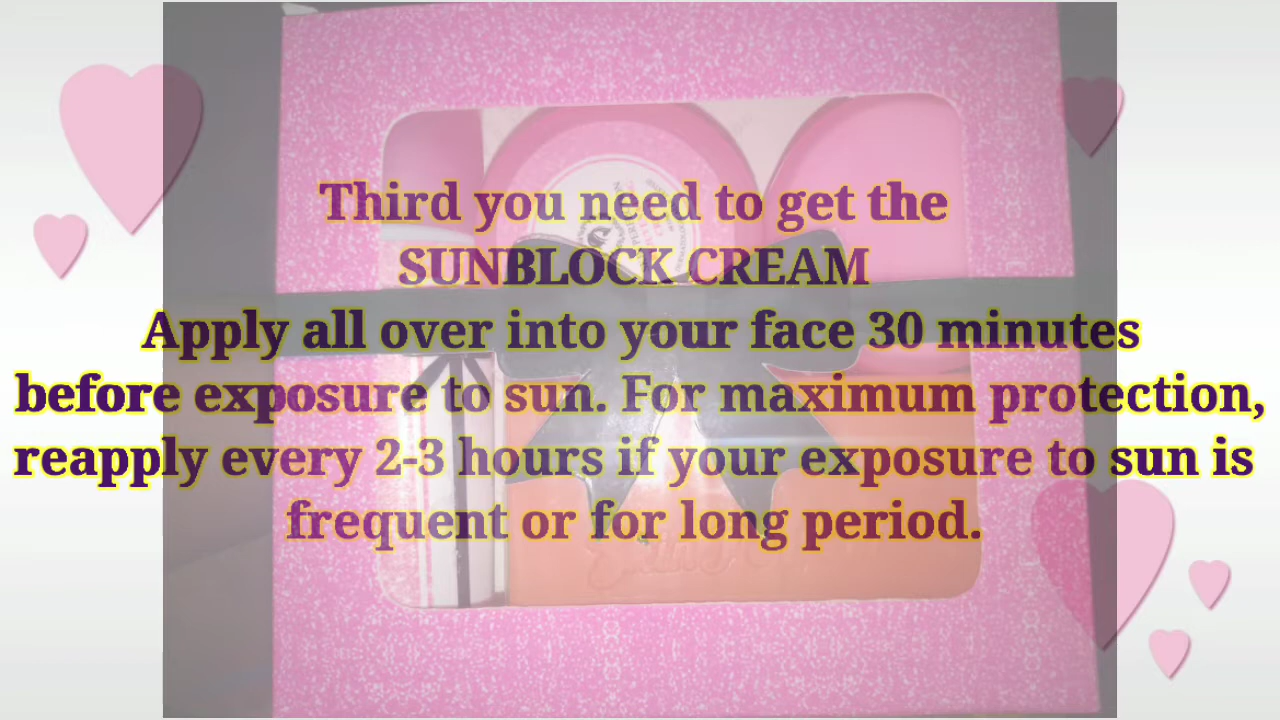 Third you need to get the
SUNBLOCK CREAM
Apply all over into your face 30 minutes
before exposure to sun. For maximum protection,
reapply every 2-3 hours if your exposure to sun is
frequent or for long period.